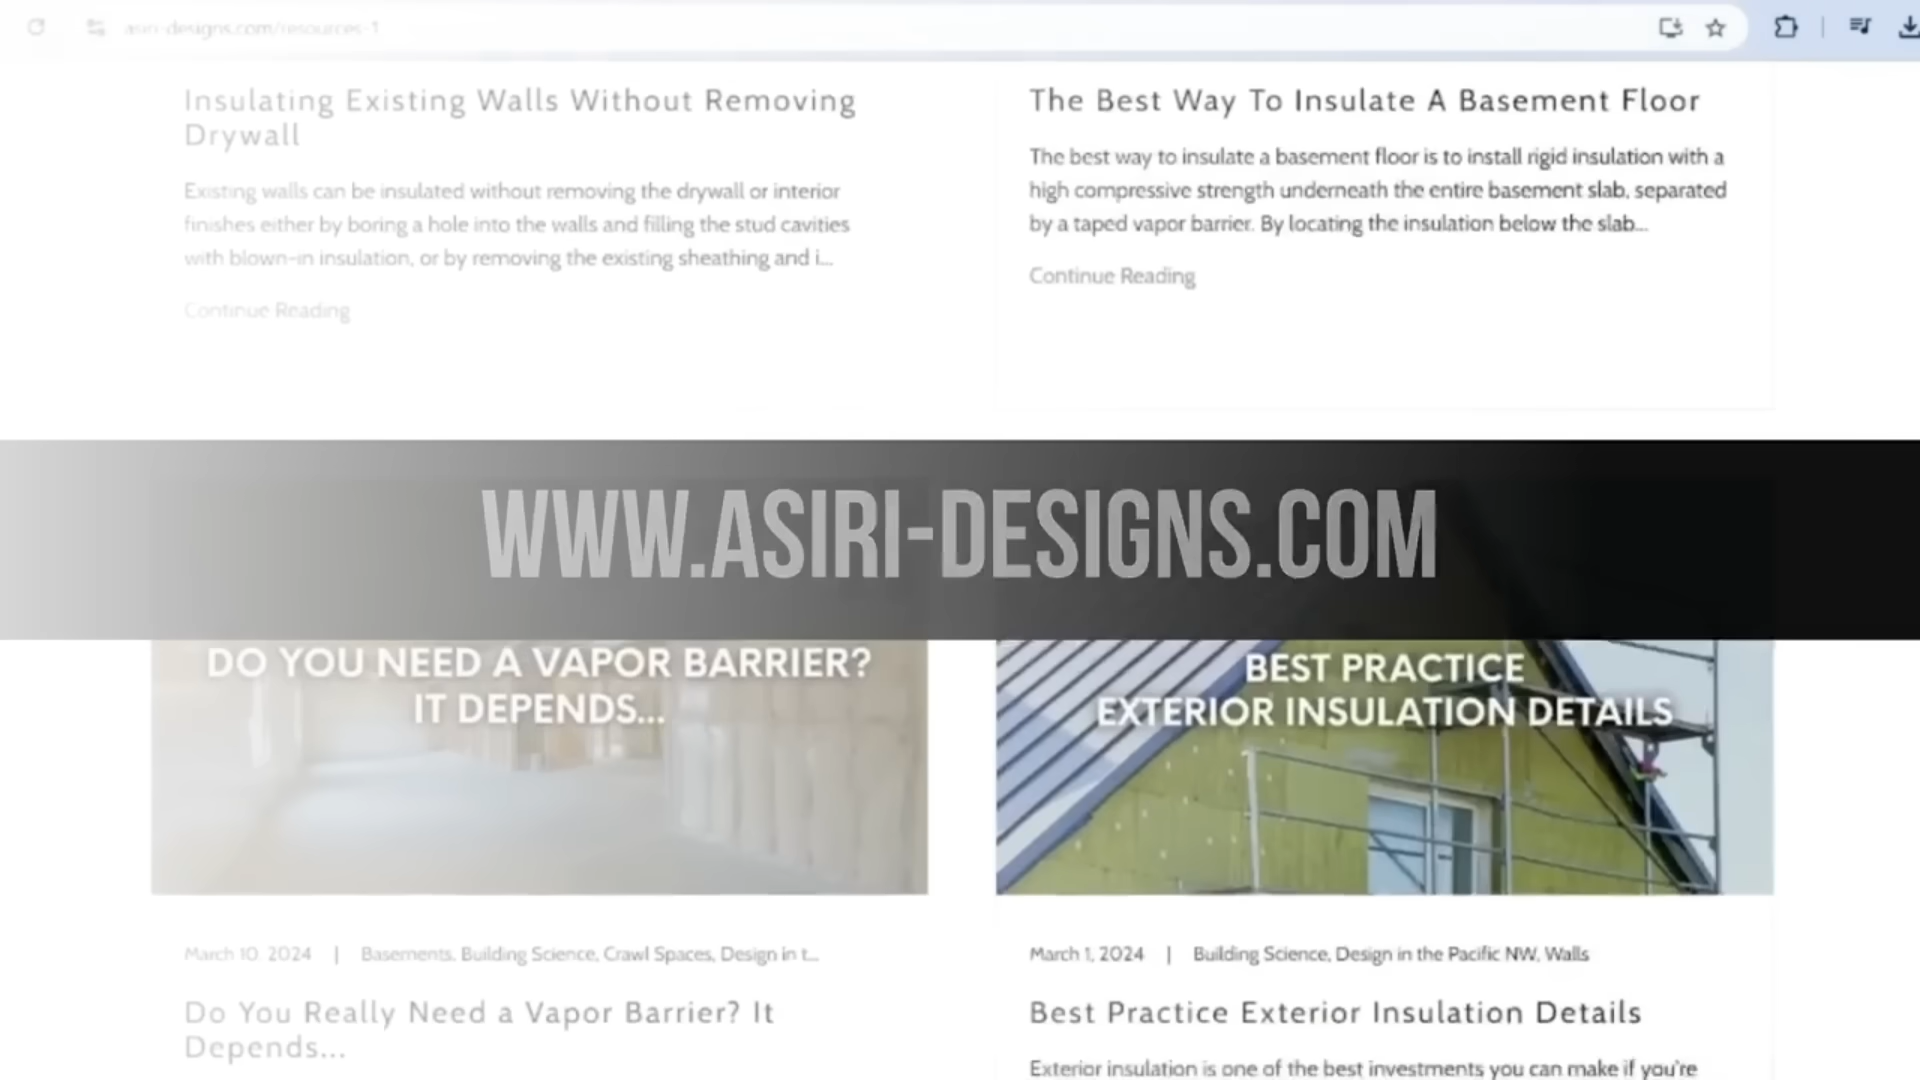 asiri-designs.com/resources-1
Insulating Existing Walls Without Removing
Drywall
Existing walls can be insulated without removing the drywall or interior
finishes either by boring a hole into the walls and filling the stud cavities
with blown-in insulation, or by removing the existing sheathing and i...
Continue Reading
The Best Way To Insulate A Basement Floor
The best way to insulate a basement floor is to install rigid insulation with a
high compressive strength underneath the entire basement slab, separated
by a taped vapor barrier. By locating the insulation below the slab...
Continue Reading
WWW.ASIRI-DESIGNS.COM
DO YOU NEED A VAPOR BARRIER?
IT DEPENDS...
BEST PRACTICE
EXTERIOR INSULATION DETAILS
March 10, 2024 | Basements, Building Science, Crawl Spaces, Design in t...
Do You Really Need a Vapor Barrier? It
Depends...
March 1, 2024 | Building Science, Design in the Pacific NW, Walls
Best Practice Exterior Insulation Details
Exterior insulation is one of the best investments you can make if you're